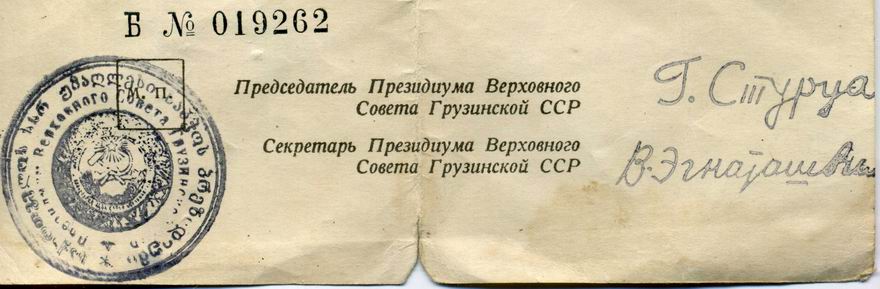 Б № 019262
М. П.
Председатель Президиума Верховного
Совета Грузинской ССР
Г. Стуруа
Секретарь Президиума Верховного
Совета Грузинской ССР
В. Эгнаташвили